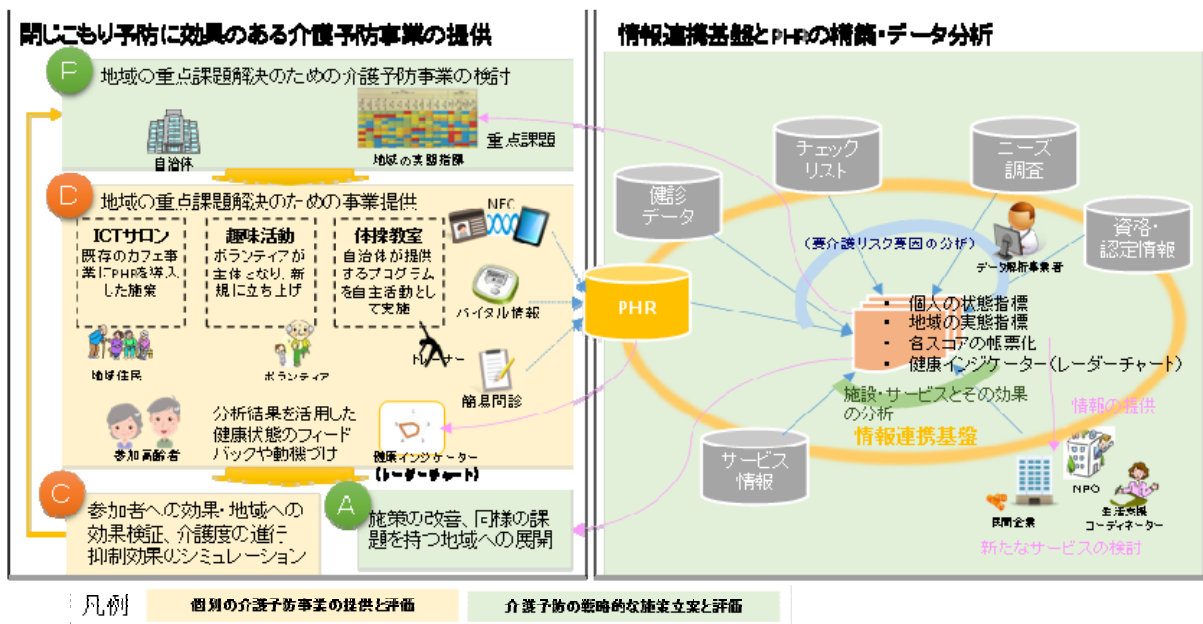 閉じこもり予防に効果のある介護予防事業の提供
P
地域の重点課題解決のための介護予防事業の検討
自治体
重点課題
地域の実態指標
D
地域の重点課題解決のための事業提供
ICTサロン
既存のカフェ事
業にPHRを導入
した施策
趣味活動
ボランティアが
主体となり、新
規に立ち上げ
体操教室
自治体が提供
するプログラム
を自主活動とし
て実施
NFC
バイタル情報
地域住民
ボランティア
トレーナー
簡易問診
参加高齢者
分析結果を活用した
健康状態のフィード
バックや動機づけ
健康インジケーター
(レーダーチャート)
C
参加者への効果・地域への
効果検証、介護度の進行
抑制効果のシミュレーション
A
施策の改善、同様の課
題を持つ地域への展開
情報連携基盤とPHRの構築・データ分析
チェック
リスト
ニーズ
調査
健診
データ
資格・
認定情報
(要介護リスク要因の分析)
データ解析事業者
PHR
▪ 個人の状態指標
▪ 地域の実態指標
▪ 各スコアの帳票化
▪ 健康インジケーター(レーダーチャート)
施設・サービスとその効果
の分析
情報連携基盤
情報の提供
サービス
情報
NPO
民間企業
生活支援
コーディネーター
新たなサービスの検討
凡例
個別の介護予防事業の提供と評価
介護予防の戦略的な施策立案と評価